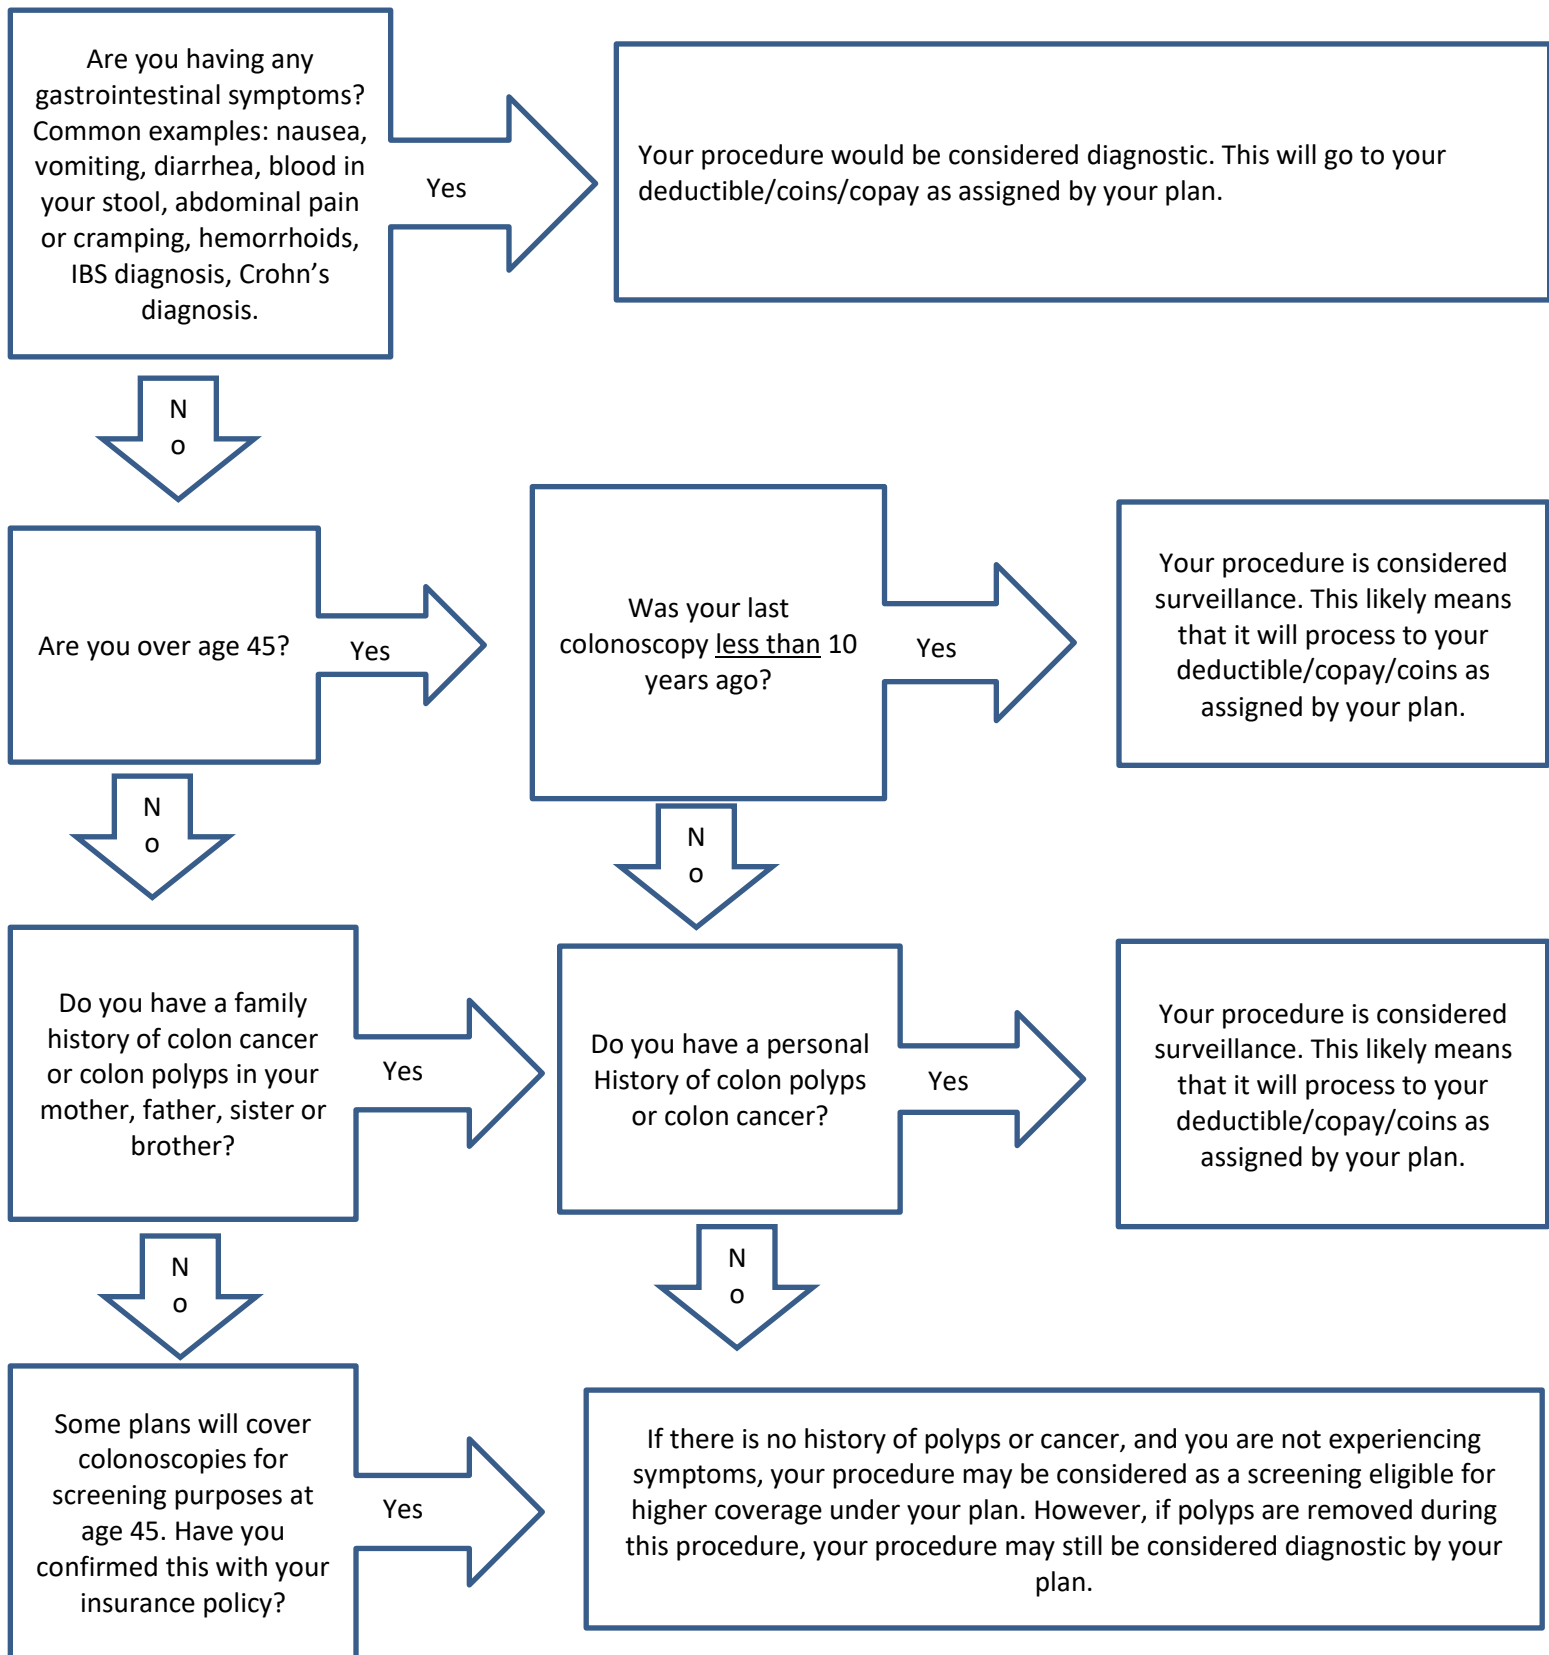 Are you having any
gastrointestinal symptoms?
Common examples: nausea,
vomiting, diarrhea, blood in
your stool, abdominal pain
or cramping, hemorrhoids,
IBS diagnosis, Crohn’s
diagnosis.
Yes
Your procedure would be considered diagnostic. This will go to your
deductible/coins/copay as assigned by your plan.
N
o
Are you over age 45?
Yes
Was your last
colonoscopy less than 10
years ago?
Yes
Your procedure is considered
surveillance. This likely means
that it will process to your
deductible/copay/coins as
assigned by your plan.
N
o
N
o
Do you have a family
history of colon cancer
or colon polyps in your
mother, father, sister or
brother?
Yes
Do you have a personal
History of colon polyps
or colon cancer?
Yes
Your procedure is considered
surveillance. This likely means
that it will process to your
deductible/copay/coins as
assigned by your plan.
N
o
N
o
Some plans will cover
colonoscopies for
screening purposes at
age 45. Have you
confirmed this with your
insurance policy?
Yes
If there is no history of polyps or cancer, and you are not experiencing
symptoms, your procedure may be considered as a screening eligible for
higher coverage under your plan. However, if polyps are removed during
this procedure, your procedure may still be considered diagnostic by your
plan.